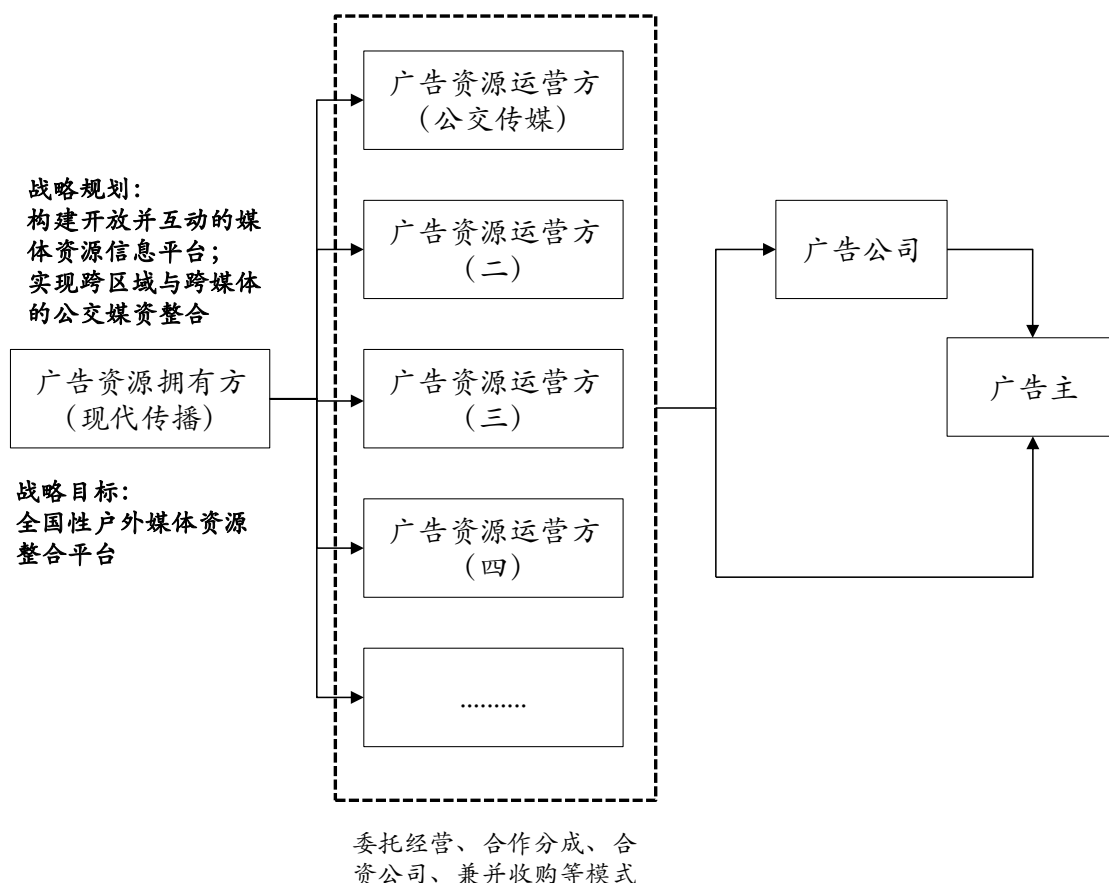 广告资源运营方
(公交传媒)
战略规划：
构建开放并互动的媒
体资源信息平台；
实现跨区域与跨媒体
的公交媒资整合
广告资源运营方
(二)
广告公司
广告资源拥有方
(现代传播)
广告资源运营方
(三)
广告主
战略目标：
全国性户外媒体资源
整合平台
广告资源运营方
(四)
..........
委托经营、合作分成、合
资公司、兼并收购等模式